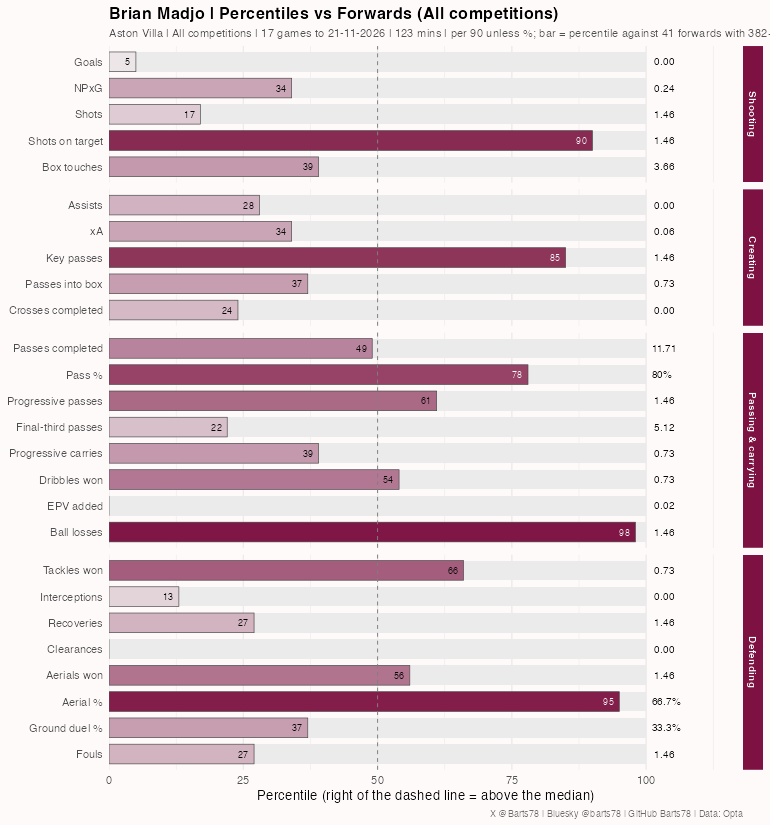 Brian Madjo | Percentiles vs Forwards (All competitions)
Aston Villa | All competitions | 17 games to 21-11-2026 | 123 mins | per 90 unless %; bar = percentile against 41 forwards with 382
Goals 5 0.00
NPxG 34 0.24
Shots 17 1.46
Shots on target 90 1.46
Box touches 39 3.66
Shooting
Assists 28 0.00
xA 34 0.06
Key passes 85 1.46
Passes into box 37 0.73
Crosses completed 24 0.00
Creating
Passes completed 49 11.71
Pass % 78 80%
Progressive passes 61 1.46
Final-third passes 22 5.12
Progressive carries 39 0.73
Dribbles won 54 0.73
EPV added 0.02
Ball losses 98 1.46
Passing & carrying
Tackles won 66 0.73
Interceptions 13 0.00
Recoveries 27 1.46
Clearances 0.00
Aerials won 56 1.46
Aerial % 95 66.7%
Ground duel % 37 33.3%
Fouls 27 1.46
Defending
0 25 50 75 100
Percentile (right of the dashed line = above the median)
X @Barts78 | Bluesky @barts78 | GitHub Barts78 | Data: Opta